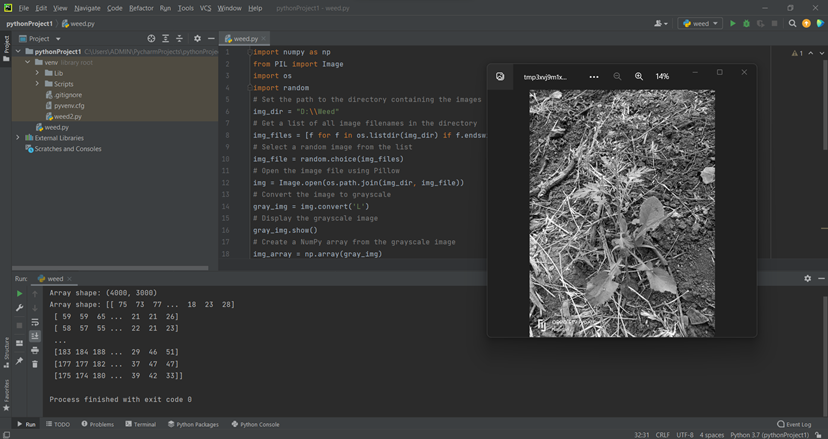 File Edit View Navigate Code Refactor Run Tools VCS Window Help pythonProject1 - weed.py
pythonProject1 weed.py weed
Project
Project
weed.py
pythonProject1 C:\Users\ADMIN\PycharmProjects\pythonProject1
venv library root
Lib
Scripts
.gitignore
pyvenv.cfg
weed2.py
weed.py
External Libraries
Scratches and Consoles
1 import numpy as np
2 from PIL import Image
3 import os
4 import random
5 # Set the path to the directory containing the images
6 img_dir = "D:\\Weed"
7 # Get a list of all image filenames in the directory
8 img_files = [f for f in os.listdir(img_dir) if f.endsw
9 # Select a random image from the list
10 img_file = random.choice(img_files)
11 # Open the image file using Pillow
12 img = Image.open(os.path.join(img_dir, img_file))
13 # Convert the image to grayscale
14 gray_img = img.convert('L')
15 # Display the grayscale image
16 gray_img.show()
17 # Create a NumPy array from the grayscale image
18 img_array = np.array(gray_img)
1
tmp3xvj9m1x... 14%
Run: weed
Array shape: (4000, 3000)
Array shape: [[ 75 73 77 ... 18 23 28]
[ 59 59 65 ... 21 21 26]
[ 58 57 55 ... 22 21 23]
...
[183 184 188 ... 29 46 51]
[177 177 182 ... 37 47 47]
[175 174 180 ... 39 42 33]]
Process finished with exit code 0
Structure
Favorites
Run TODO Problems Terminal Python Packages Python Console Event Log
32:31 CRLF UTF-8 4 spaces Python 3.7 (pythonProject1)